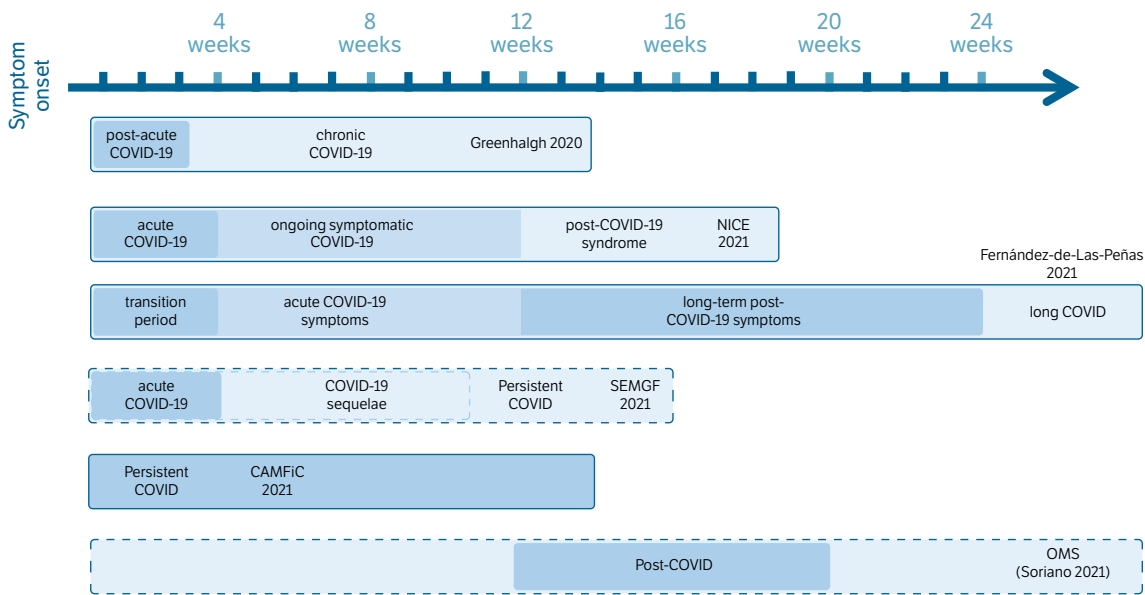 Symptom
onset
4
weeks
8
weeks
12
weeks
16
weeks
20
weeks
24
weeks
post-acute
COVID-19
chronic
COVID-19
Greenhalgh 2020
acute
COVID-19
ongoing symptomatic
COVID-19
post-COVID-19
syndrome
NICE
2021
Fernández-de-Las-Peñas
2021
transition
period
acute COVID-19
symptoms
long-term post-
COVID-19 symptoms
long COVID
acute
COVID-19
COVID-19
sequelae
Persistent
COVID
SEMGF
2021
Persistent
COVID
CAMFiC
2021
Post-COVID
OMS
(Soriano 2021)